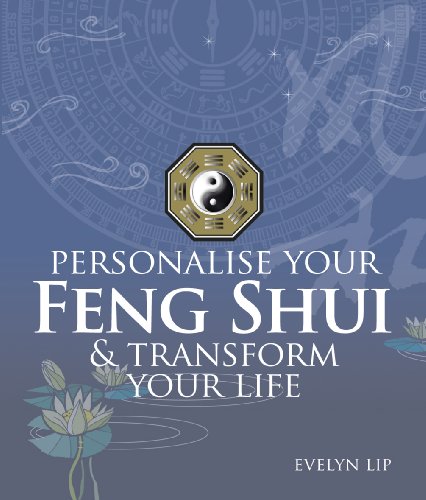 PERSONALISE YOUR
FENG SHUI
& TRANSFORM
YOUR LIFE
EVELYN LIP